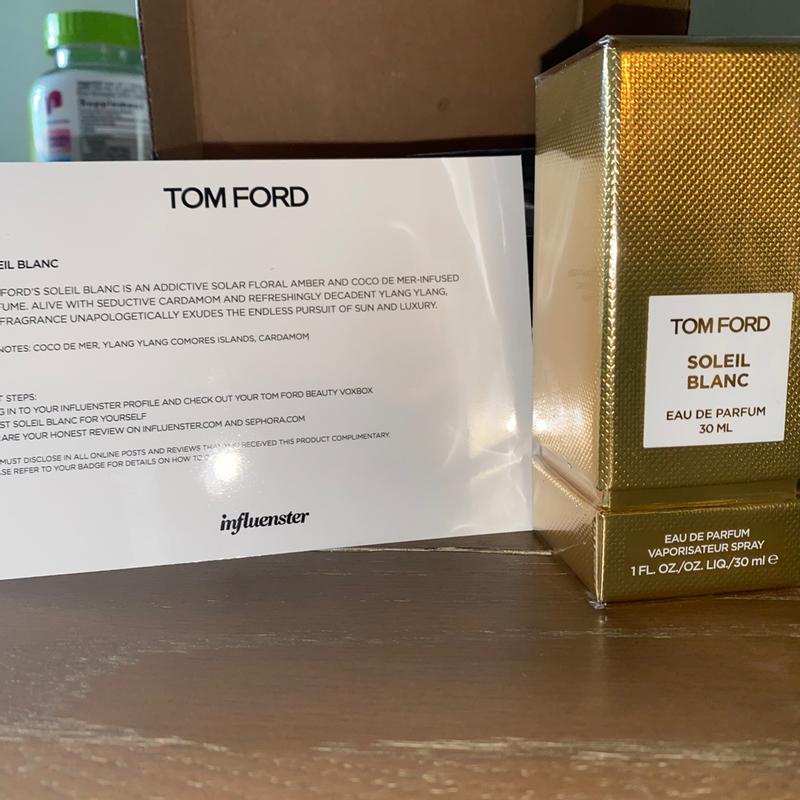 Supplement
TOM FORD
EIL BLANC
FORD'S SOLEIL BLANC IS AN ADDICTIVE SOLAR FLORAL AMBER AND COCO DE MER-INFUSED
FUME. ALIVE WITH SEDUCTIVE CARDAMOM AND REFRESHINGLY DECADENT YLANG YLANG,
FRAGRANCE UNAPOLOGETICALLY EXUDES THE ENDLESS PURSUIT OF SUN AND LUXURY.
NOTES: COCO DE MER, YLANG YLANG COMORES ISLANDS, CARDAMOM
T STEPS:
G IN TO YOUR INFLUENSTER PROFILE AND CHECK OUT YOUR TOM FORD BEAUTY VOXBOX
ST SOLEIL BLANC FOR YOURSELF
ARE YOUR HONEST REVIEW ON INFLUENSTER.COM AND SEPHORA.COM
MUST DISCLOSE IN ALL ONLINE POSTS AND REVIEWS THAT YOU RECEIVED THIS PRODUCT COMPLIMENTARY.
SE REFER TO YOUR BADGE FOR DETAILS ON HOW TO
influenster
TOM FORD
SOLEIL
BLANC
EAU DE PARFUM
30 ML
EAU DE PARFUM
VAPORISATEUR SPRAY
1 FL. OZ./OZ. LIQ./30 ml e